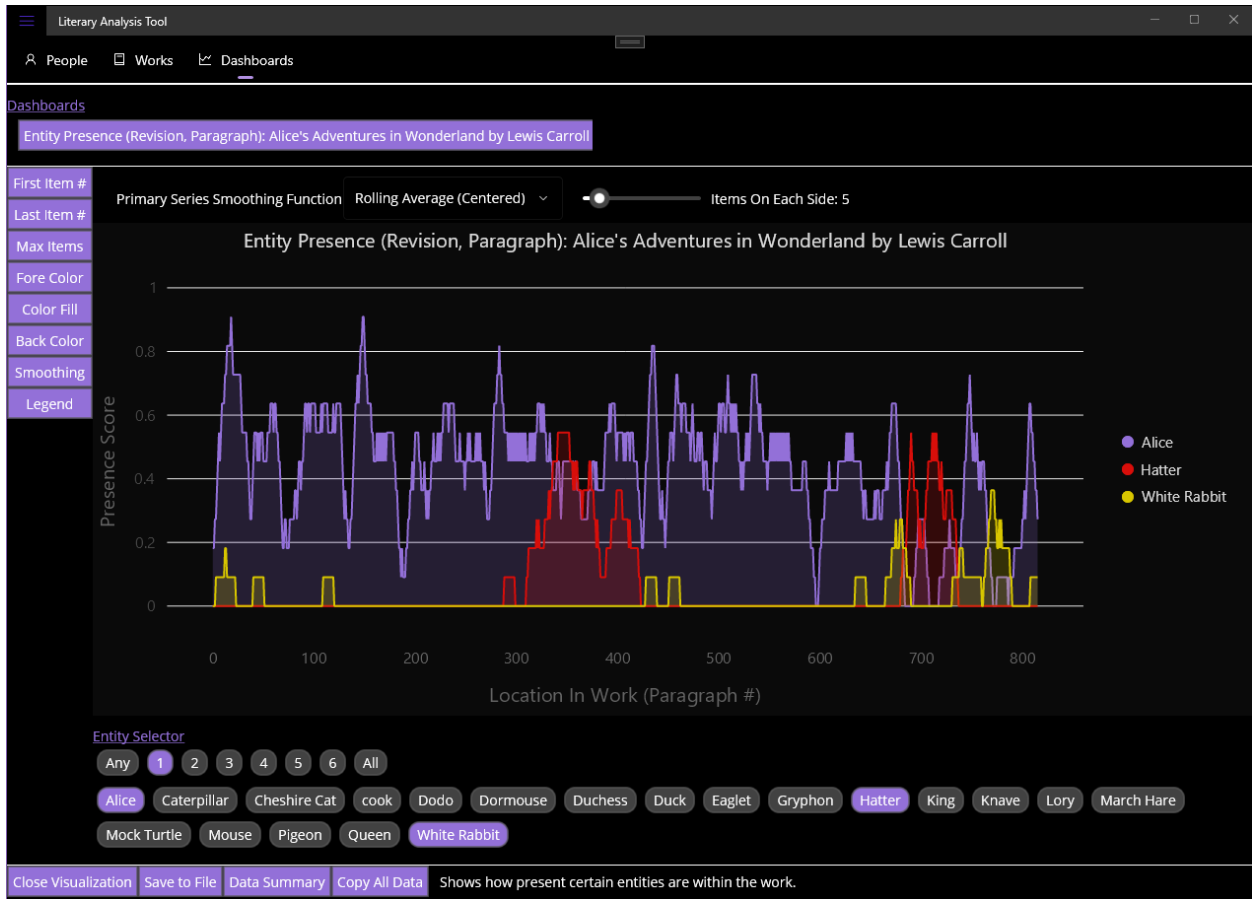 Literary Analysis Tool
People Works Dashboards
Dashboards
Entity Presence (Revision, Paragraph): Alice's Adventures in Wonderland by Lewis Carroll
First Item #
Last Item #
Max Items
Fore Color
Color Fill
Back Color
Smoothing
Legend
Primary Series Smoothing Function Rolling Average (Centered) Items On Each Side: 5
Entity Presence (Revision, Paragraph): Alice's Adventures in Wonderland by Lewis Carroll
Presence Score
1
0.8
0.6
0.4
0.2
0
0 100 200 300 400 500 600 700 800
Location In Work (Paragraph #)
Alice
Hatter
White Rabbit
Entity Selector
Any 1 2 3 4 5 6 All
Alice Caterpillar Cheshire Cat cook Dodo Dormouse Duchess Duck Eaglet Gryphon Hatter King Knave Lory March Hare
Mock Turtle Mouse Pigeon Queen White Rabbit
Close Visualization Save to File Data Summary Copy All Data Shows how present certain entities are within the work.